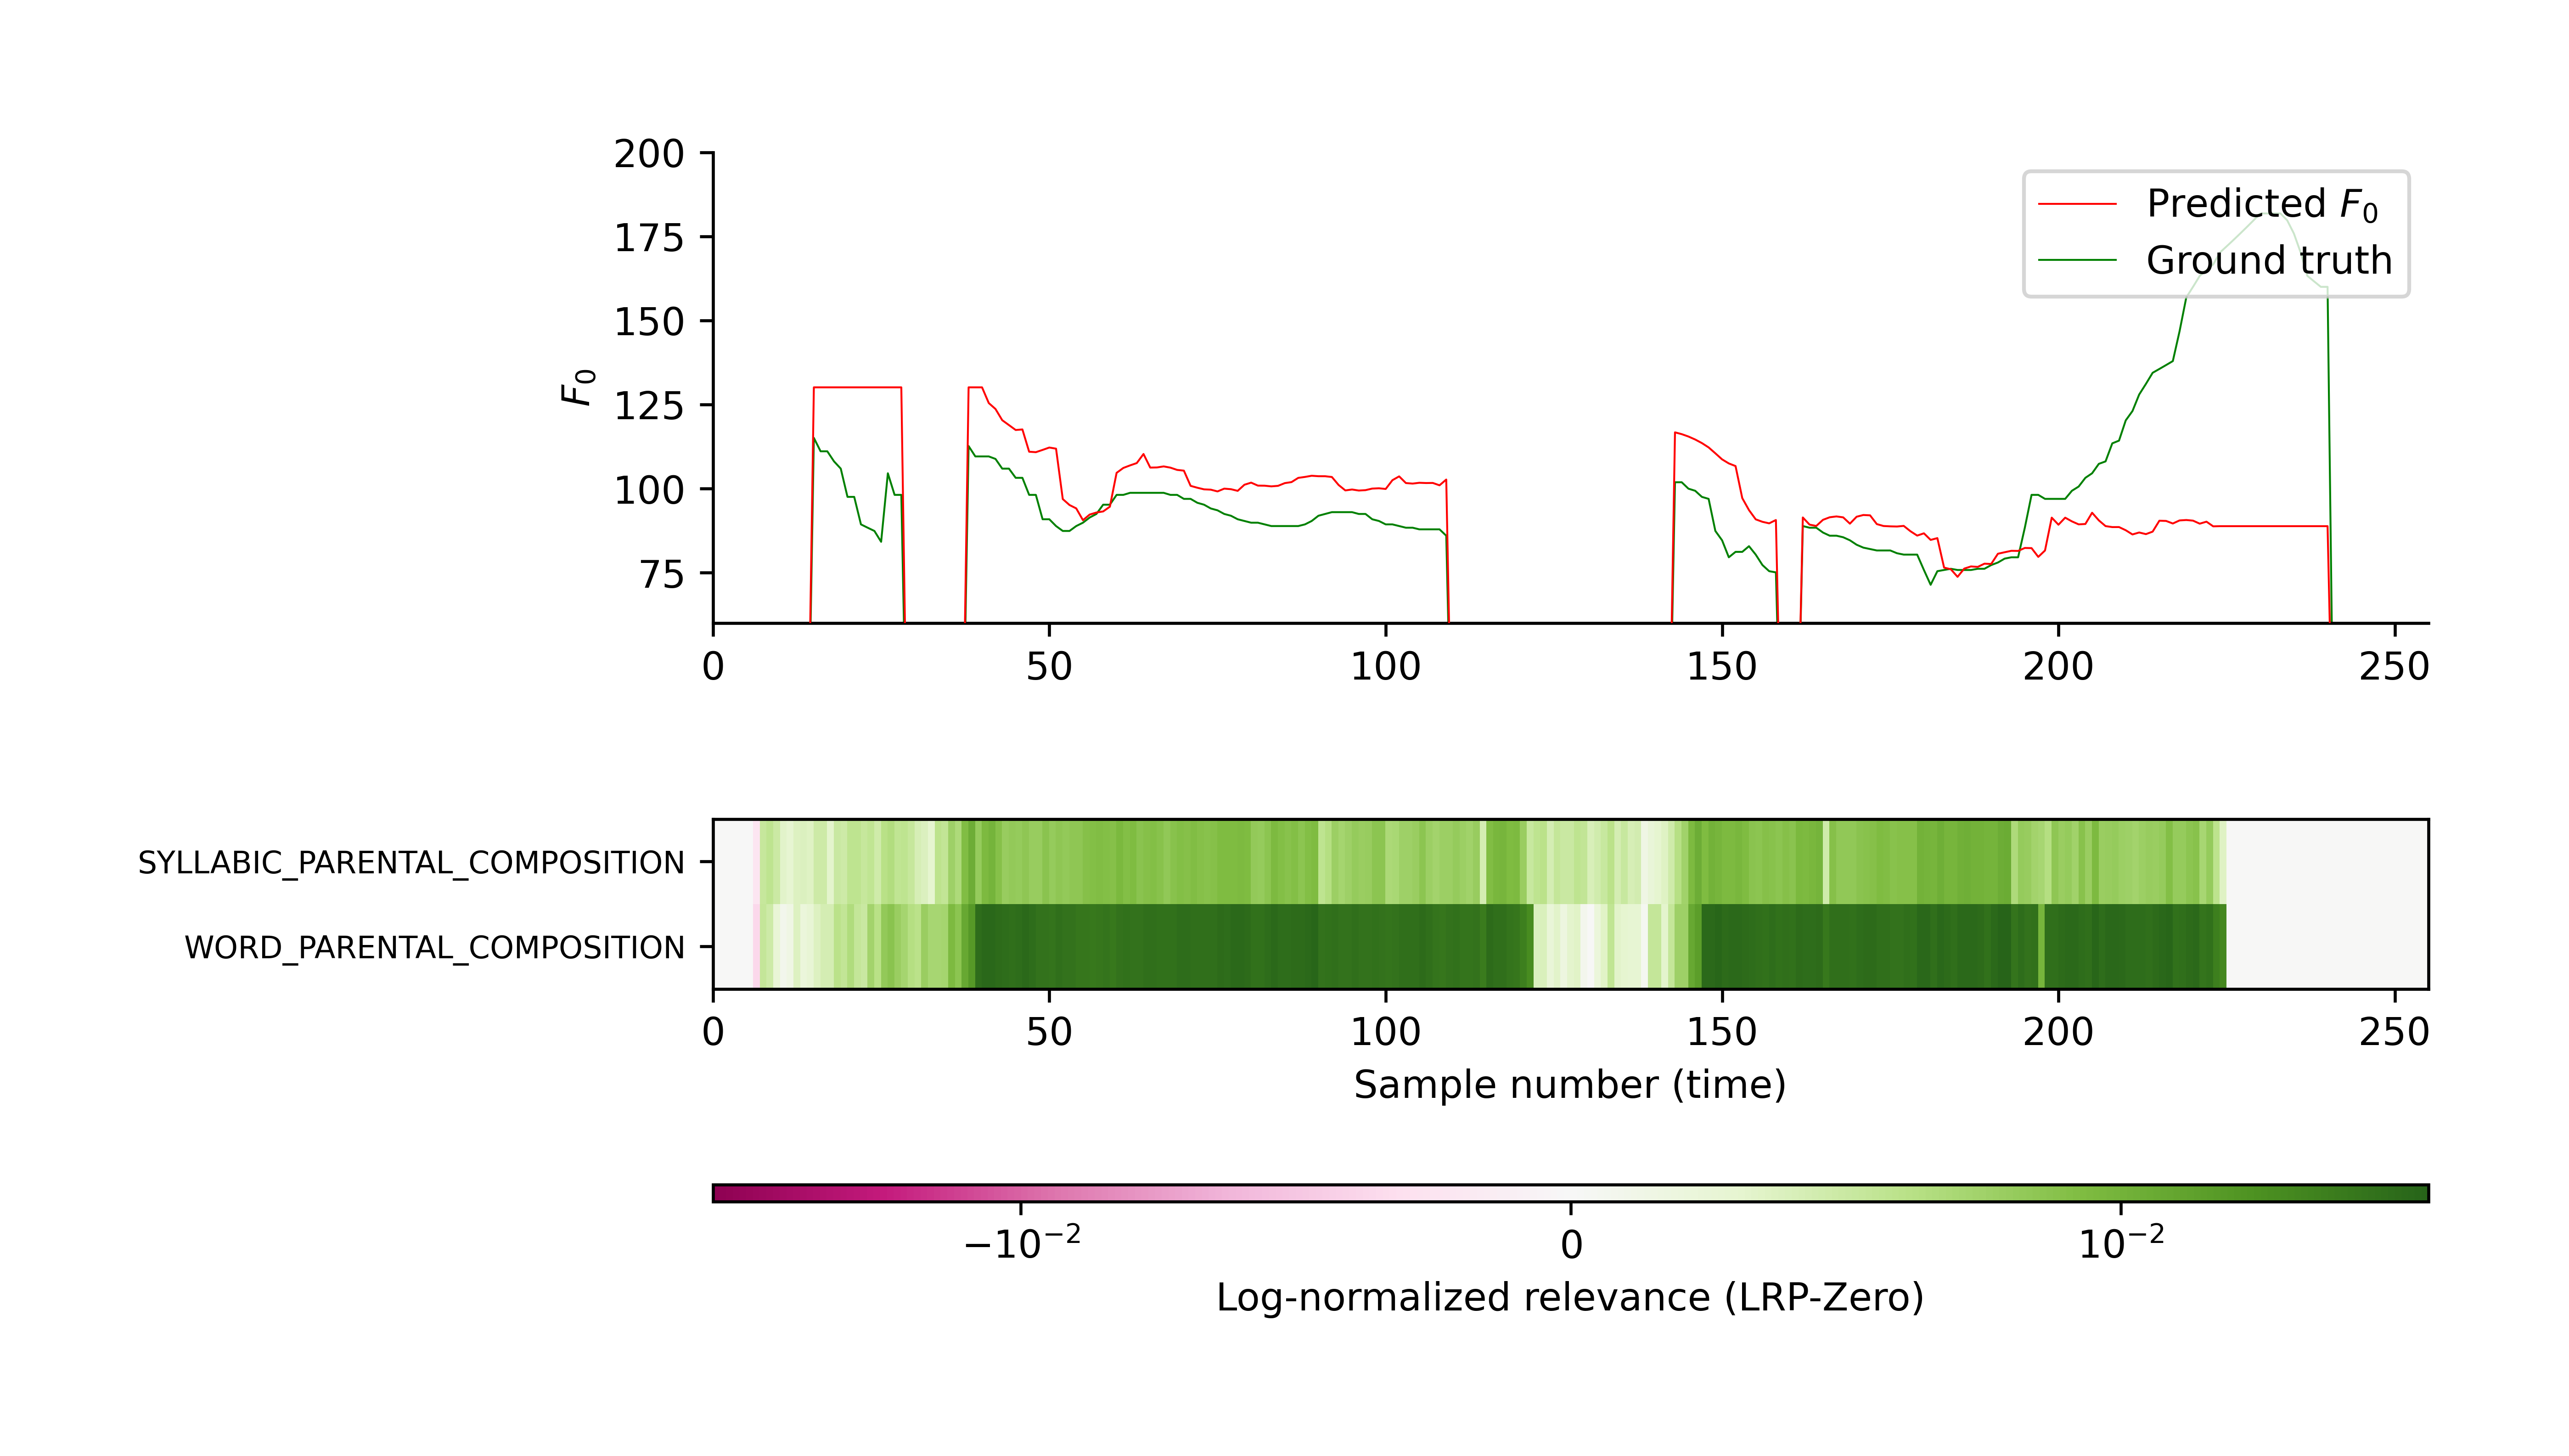 200
175
150
125
100
75
F₀
Predicted F₀
Ground truth
0 50 100 150 200 250
SYLLABIC_PARENTAL_COMPOSITION
WORD_PARENTAL_COMPOSITION
0 50 100 150 200 250
Sample number (time)
−10⁻² 0 10⁻²
Log-normalized relevance (LRP-Zero)